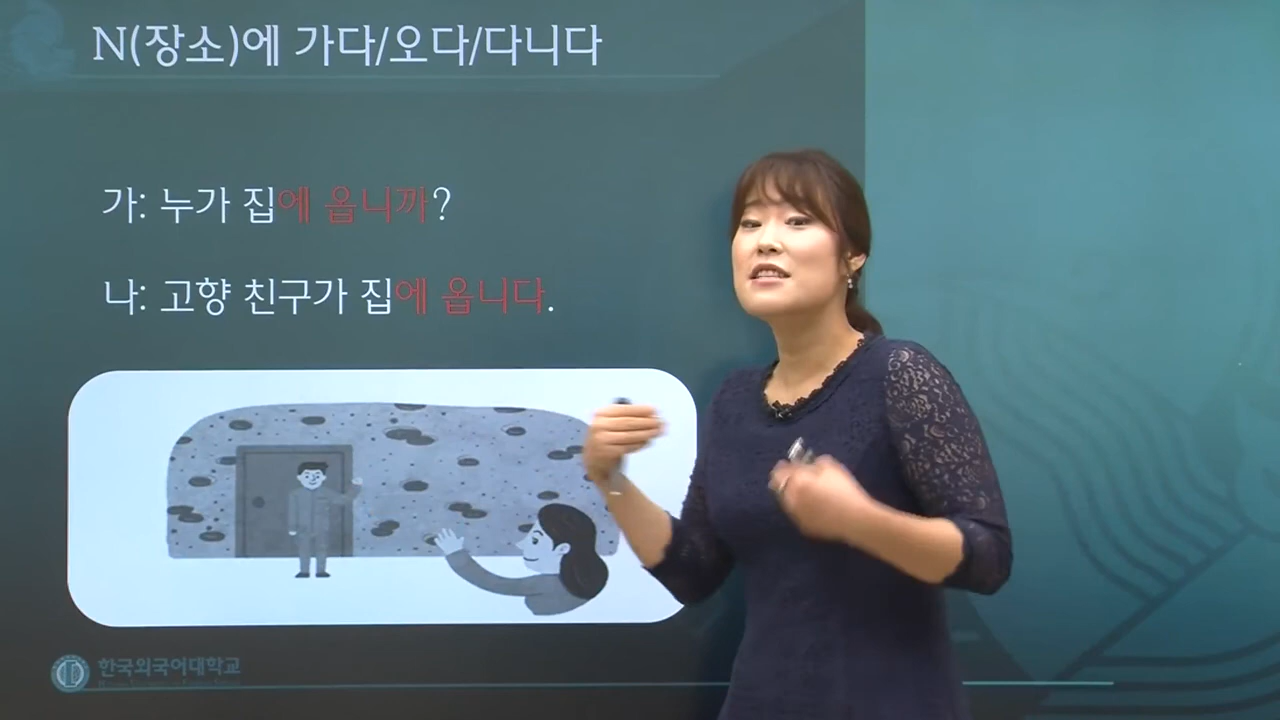 N(장소)에 가다/오다/다니다
가: 누가 집에 옵니까?
나: 고향 친구가 집에 옵니다.
한국외국어대학교